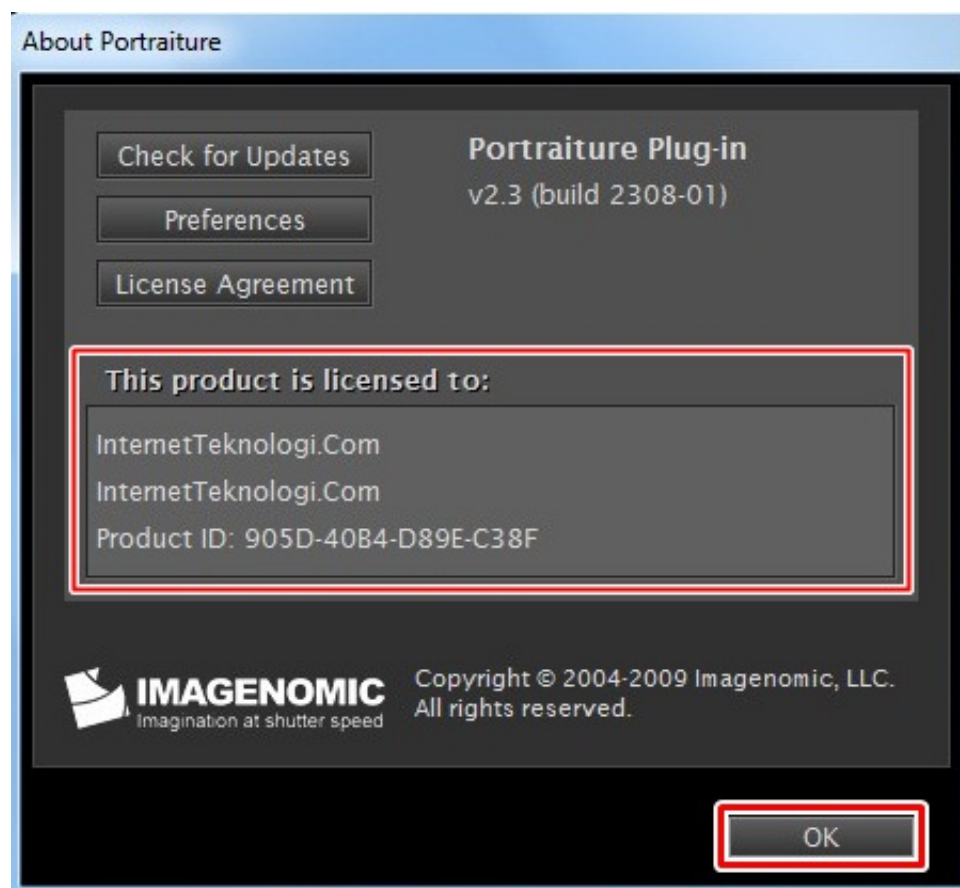 About Portraiture
Check for Updates
Portraiture Plug-in
v2.3 (build 2308-01)
Preferences
License Agreement
This product is licensed to:
InternetTeknologi.Com
InternetTeknologi.Com
Product ID: 905D-40B4-D89E-C38F
IMAGENOMIC
Imagination at shutter speed
Copyright © 2004-2009 Imagenomic, LLC.
All rights reserved.
OK